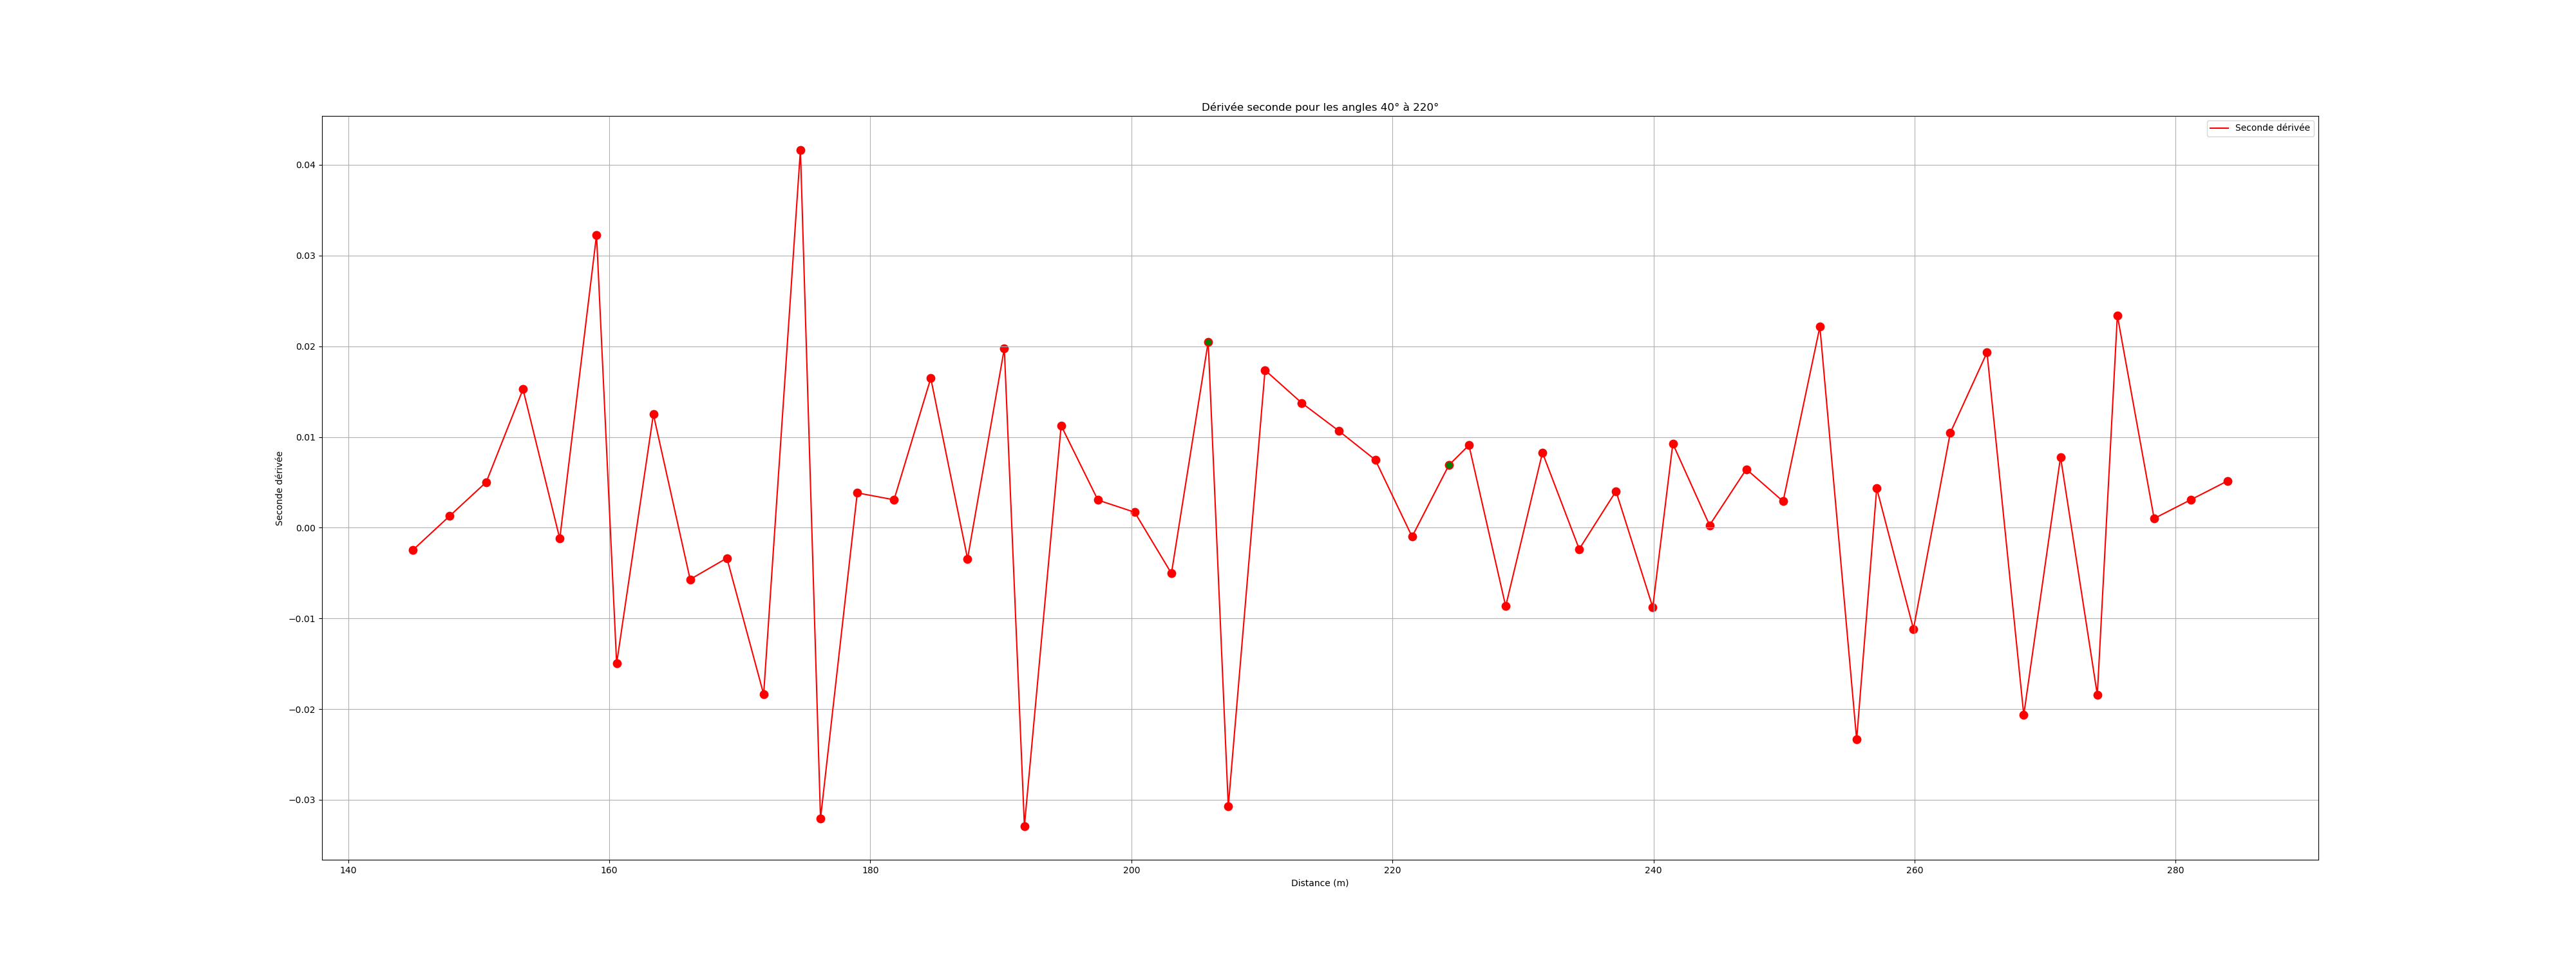 Dérivée seconde pour les angles 40° à 220°
Seconde dérivée
0.04
0.03
0.02
0.01
0.00
−0.01
−0.02
−0.03
Seconde dérivée
140 160 180 200 220 240 260 280
Distance (m)